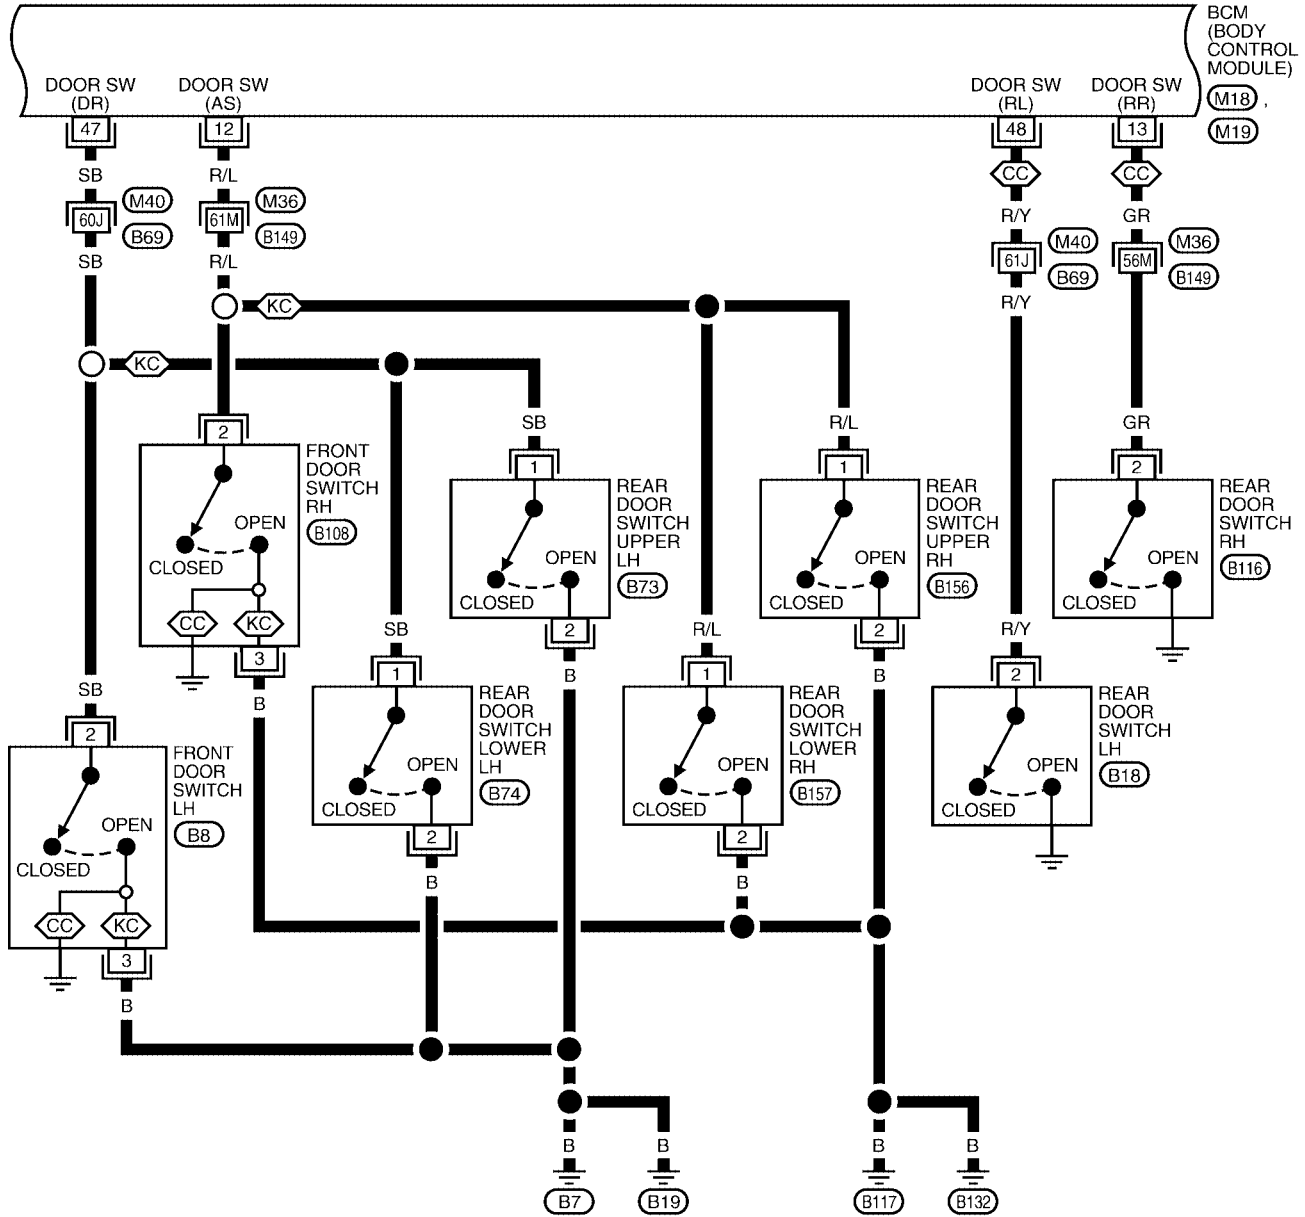 BCM
(BODY
CONTROL
MODULE)
M18 ,
M19
DOOR SW
(DR)
47
DOOR SW
(AS)
12
DOOR SW
(RL)
48
DOOR SW
(RR)
13
SB
R/L
CC
CC
60J
M40
B69
61M
M36
B149
R/Y
GR
61J
M40
B69
56M
M36
B149
SB
R/L
R/Y
KC
KC
2
FRONT
DOOR
SWITCH
RH
B108
OPEN
CLOSED
CC
KC
3
B
SB
1
REAR
DOOR
SWITCH
UPPER
LH
B73
OPEN
CLOSED
2
B
R/L
1
REAR
DOOR
SWITCH
UPPER
RH
B156
OPEN
CLOSED
2
B
GR
2
REAR
DOOR
SWITCH
RH
B116
OPEN
CLOSED
SB
2
FRONT
DOOR
SWITCH
LH
B8
OPEN
CLOSED
CC
KC
3
B
SB
1
REAR
DOOR
SWITCH
LOWER
LH
B74
OPEN
CLOSED
2
B
R/L
1
REAR
DOOR
SWITCH
LOWER
RH
B157
OPEN
CLOSED
2
B
R/Y
2
REAR
DOOR
SWITCH
LH
B18
OPEN
CLOSED
B
B
B
B
B7
B19
B117
B132